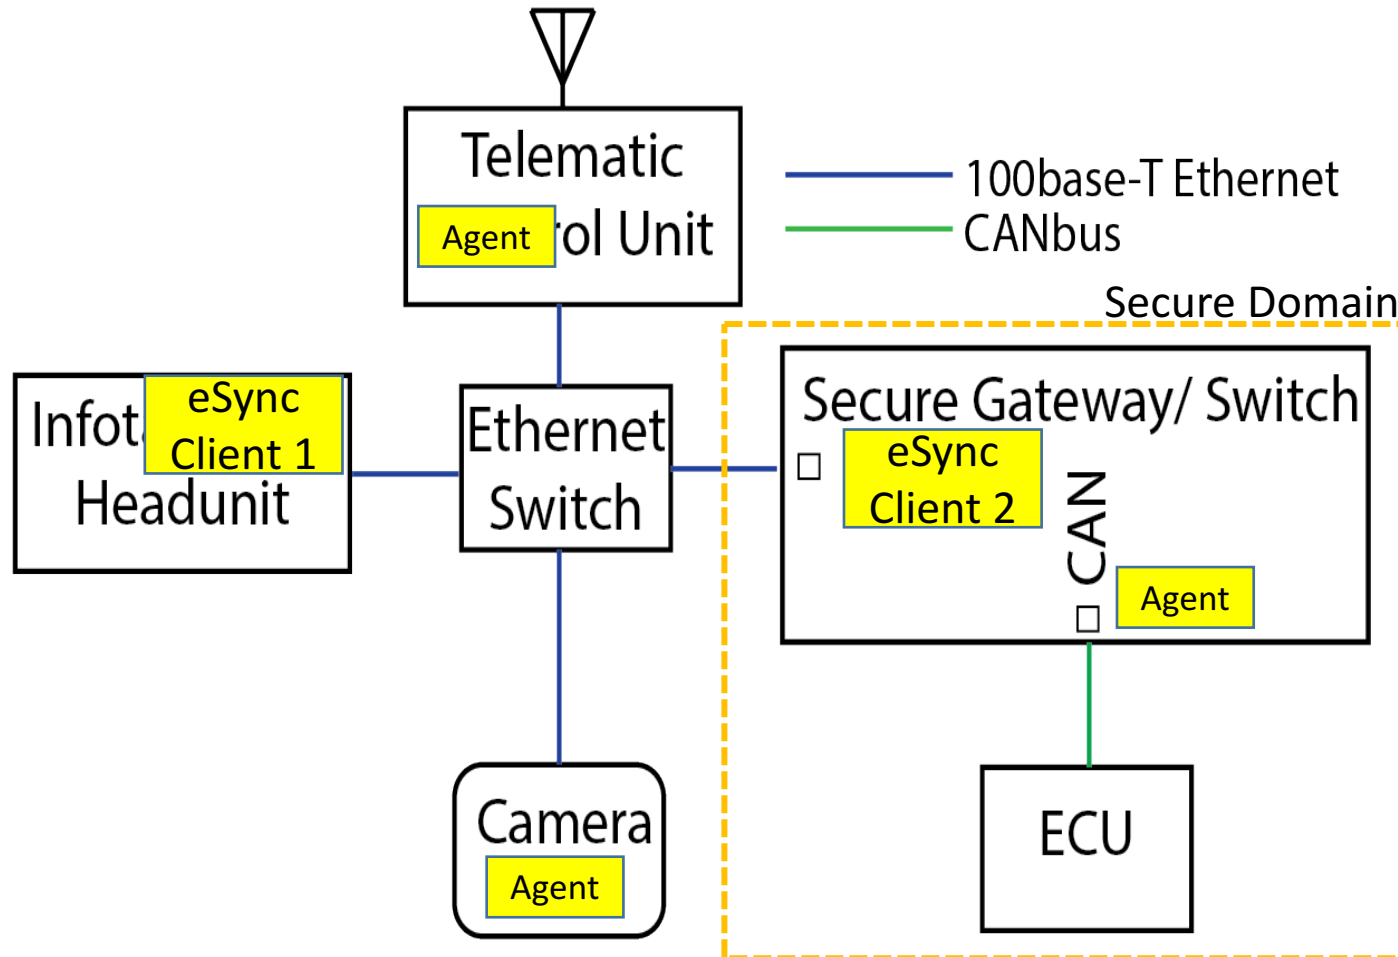 Telematic
Agent
rol Unit
100base-T Ethernet
CANbus
Secure Domain
Infot
eSync
Client 1
Headunit
Ethernet
Switch
Secure Gateway/ Switch
eSync
Client 2
CAN
Agent
Camera
Agent
ECU